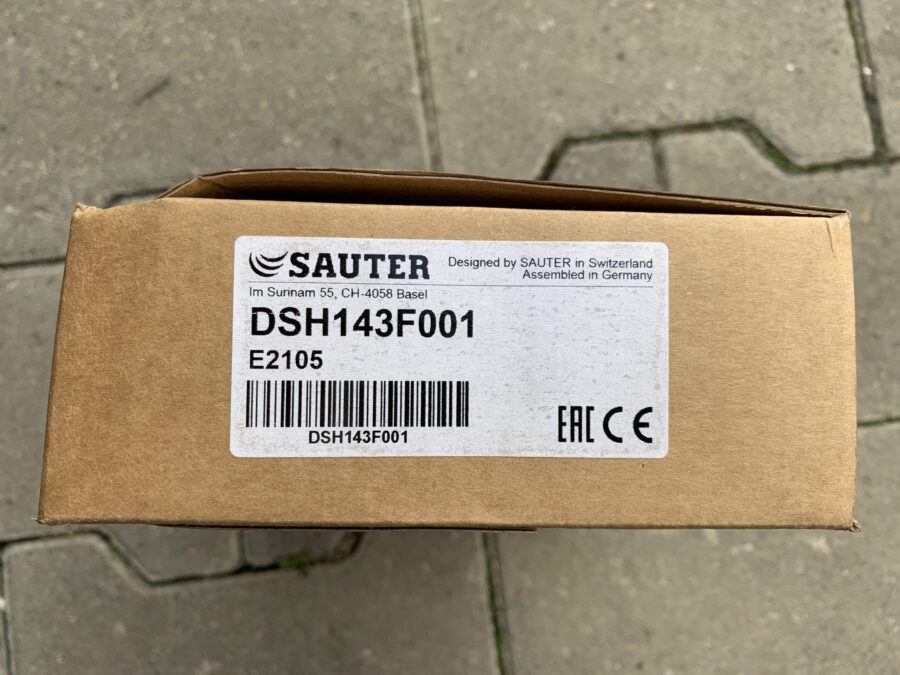 SAUTER
Designed by SAUTER in Switzerland
Assembled in Germany
Im Surinam 55, CH-4058 Basel
DSH143F001
E2105
DSH143F001
EAC CE